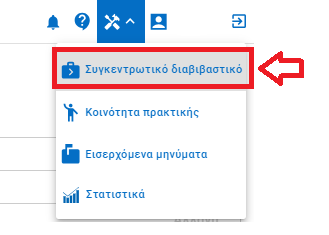 Συγκεντρωτικό διαβιβαστικό
Κοινότητα πρακτικής
Εισερχόμενα μηνύματα
Στατιστικά